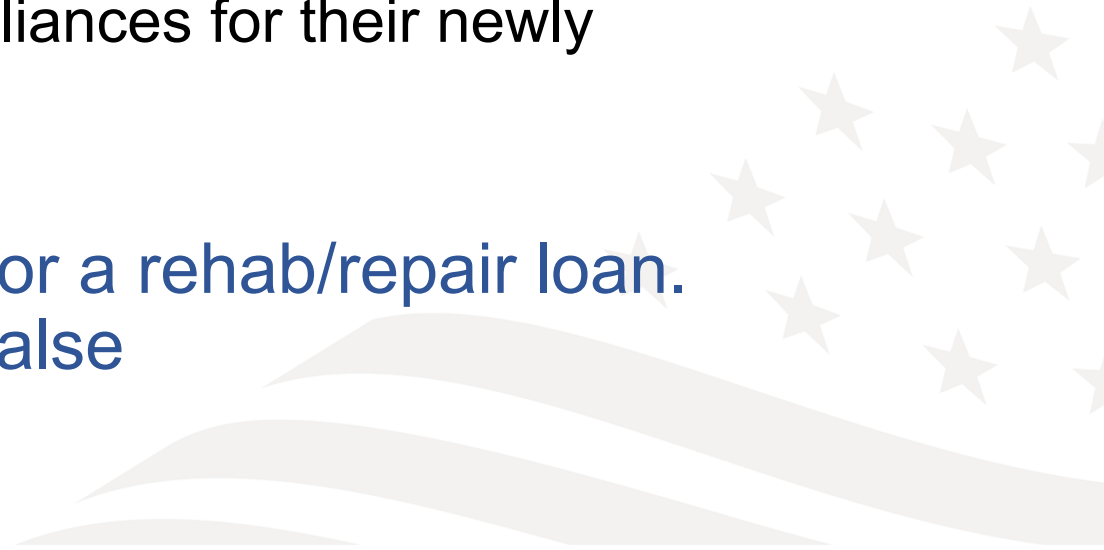 liances for their newly
or a rehab/repair loan.
alse